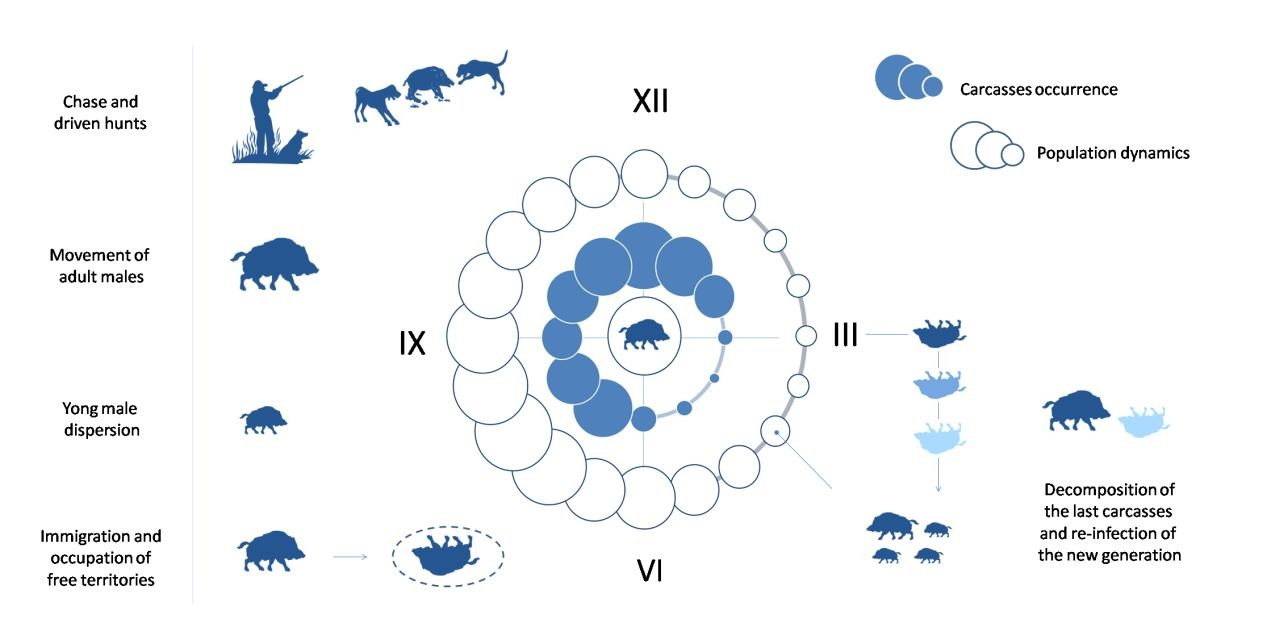 Chase and
driven hunts
Movement of
adult males
Yong male
dispersion
Immigration and
occupation of
free territories
XII
IX
III
VI
Carcasses occurrence
Population dynamics
Decomposition of
the last carcasses
and re-infection of
the new generation